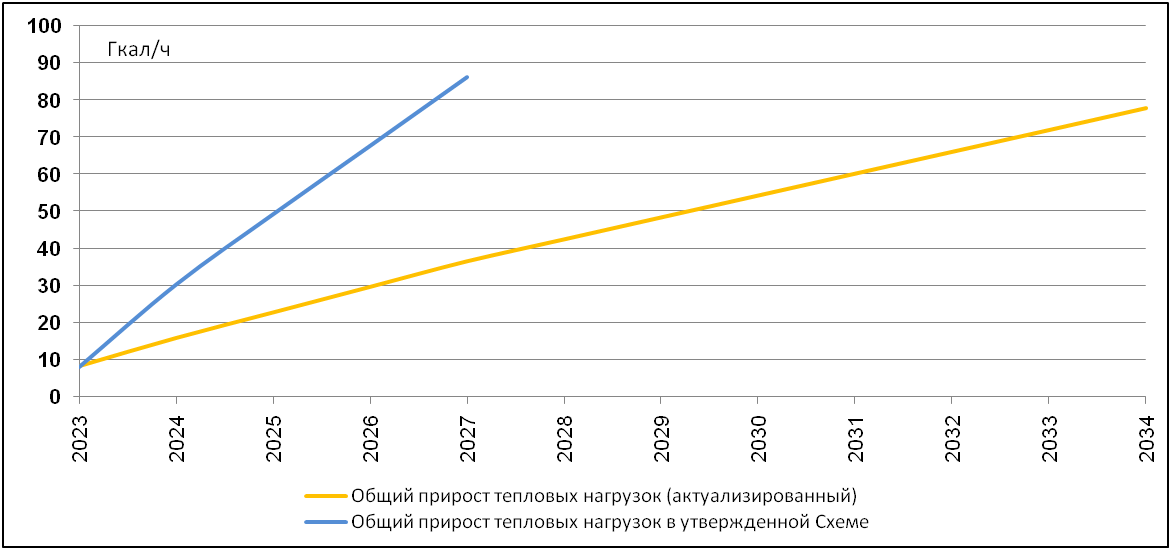 100
Гкал/ч
90
80
70
60
50
40
30
20
10
0
2023 2024 2025 2026 2027 2028 2029 2030 2031 2032 2033 2034
Общий прирост тепловых нагрузок (актуализированный)
Общий прирост тепловых нагрузок в утвержденной Схеме